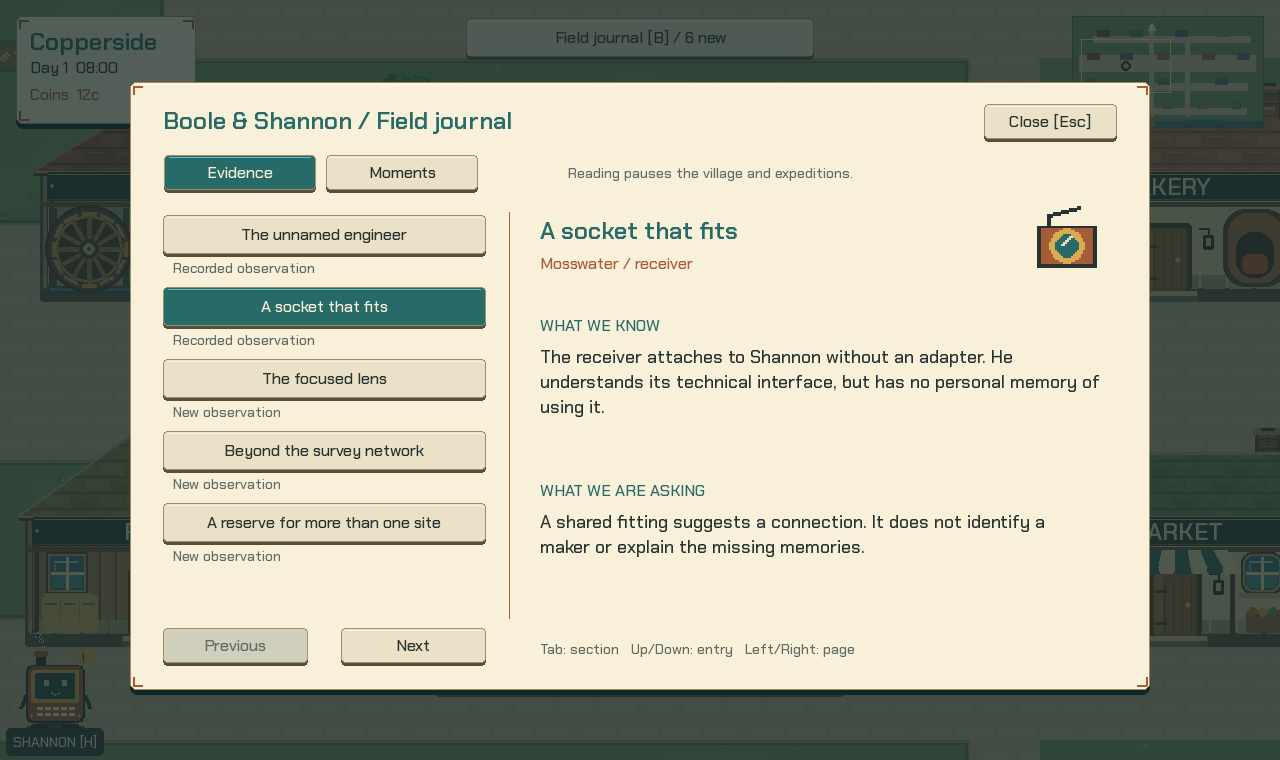 Copperside
Day 1 08:00
Coins 12c
Field journal [B] / 6 new
Boole & Shannon / Field journal
Close [Esc]
Evidence
Moments
Reading pauses the village and expeditions.
The unnamed engineer
Recorded observation
A socket that fits
Recorded observation
The focused lens
New observation
Beyond the survey network
New observation
A reserve for more than one site
New observation
Previous
Next
A socket that fits
Mosswater / receiver
WHAT WE KNOW
The receiver attaches to Shannon without an adapter. He
understands its technical interface, but has no personal memory of
using it.
WHAT WE ARE ASKING
A shared fitting suggests a connection. It does not identify a
maker or explain the missing memories.
Tab: section Up/Down: entry Left/Right: page
KERY
ARKET
SHANNON [H]